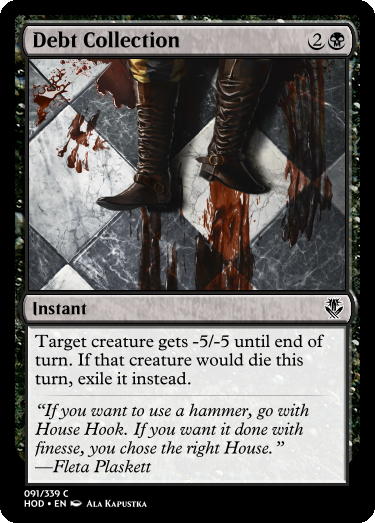 Debt Collection 2
Instant
Target creature gets -5/-5 until end of
turn. If that creature would die this
turn, exile it instead.
“If you want to use a hammer, go with
House Hook. If you want it done with
finesse, you chose the right House.”
—Fleta Plaskett
091/339 C
HOD • EN Ala Kapustka